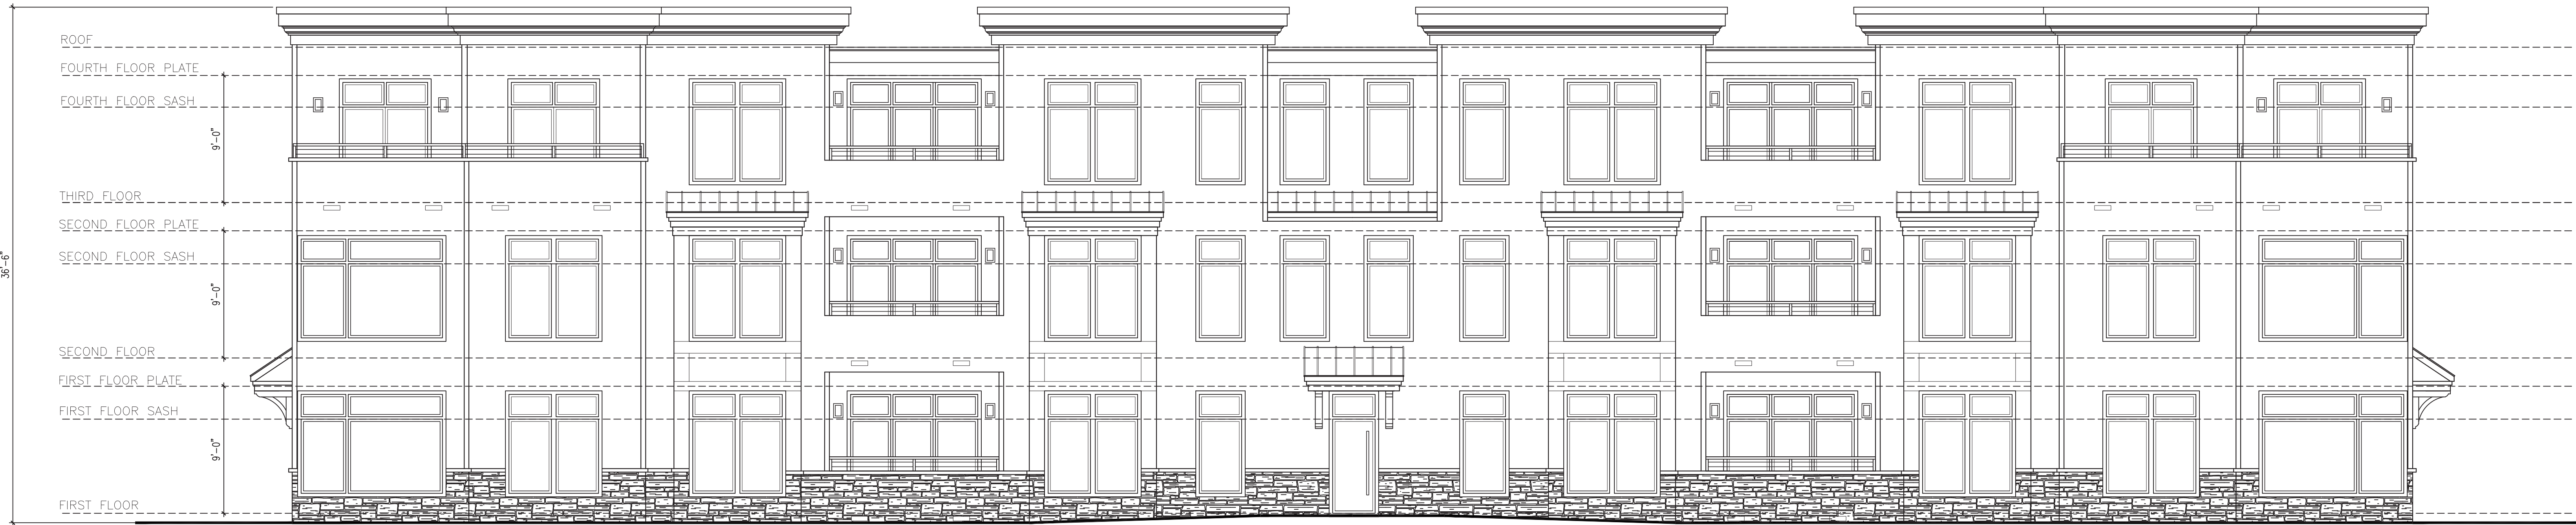 ROOF
FOURTH FLOOR PLATE
FOURTH FLOOR SASH
9'-0"
THIRD FLOOR
SECOND FLOOR PLATE
SECOND FLOOR SASH
36'-6"
9'-0"
SECOND FLOOR
FIRST FLOOR PLATE
FIRST FLOOR SASH
9'-0"
FIRST FLOOR